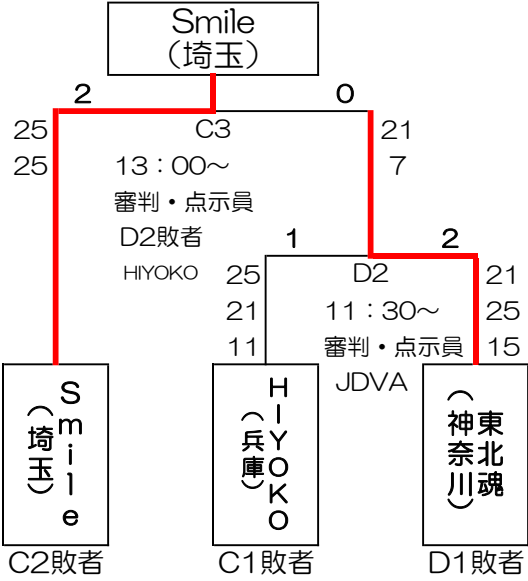 Smile
（埼玉）
2 0
25 C3 21
25 13：00～ 7
審判・点示員
D2敗者
HIYOKO
1 2
25 D2 21
21 11：30～ 25
11 審判・点示員 15
JDVA
Smile
（埼玉）
HIYOKO
（兵庫）
東北魂
（神奈川）
C2敗者 C1敗者 D1敗者